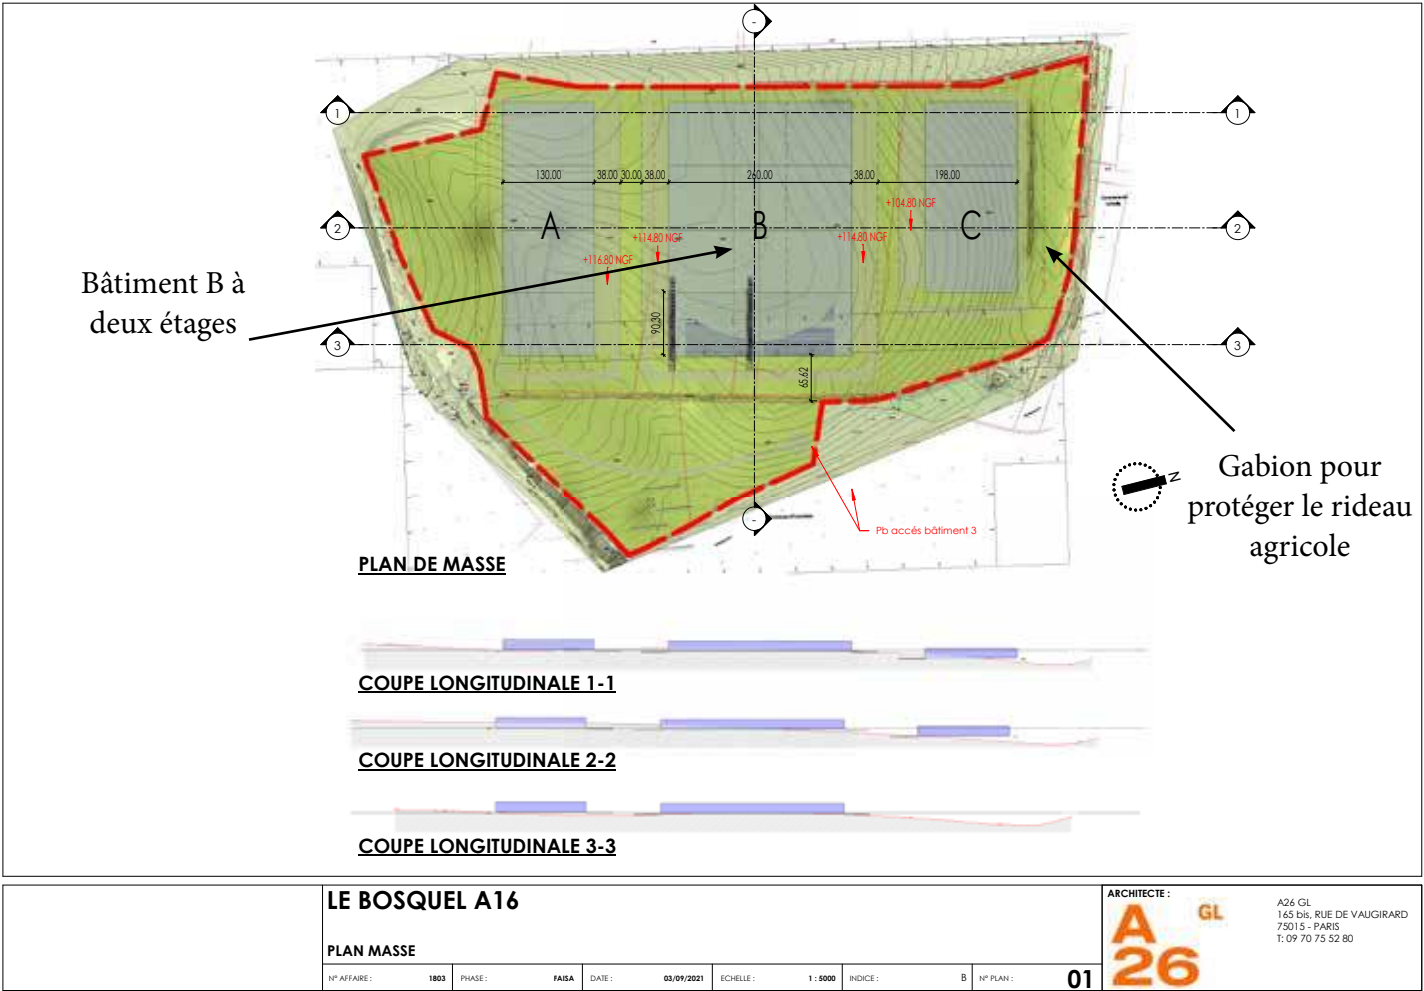 1
1
130.00
38.00
30.00
38.00
260.00
38.00
198.00
+104.80 NGF
2
A
B
C
2
+114.80 NGF
+114.80 NGF
+116.80 NGF
Bâtiment B à
deux étages
90.30
3
3
65.62
Gabion pour
protéger le rideau
agricole
N
Pb accés bâtiment 3
PLAN DE MASSE
COUPE LONGITUDINALE 1-1
COUPE LONGITUDINALE 2-2
COUPE LONGITUDINALE 3-3
LE BOSQUEL A16
PLAN MASSE
N° AFFAIRE : 1803
PHASE : FAISA
DATE : 03/09/2021
ECHELLE : 1 : 5000
INDICE : B
N° PLAN : 01
ARCHITECTE :
A GL
26
A26 GL
165 bis, RUE DE VAUGIRARD
75015 - PARIS
T: 09 70 75 52 80